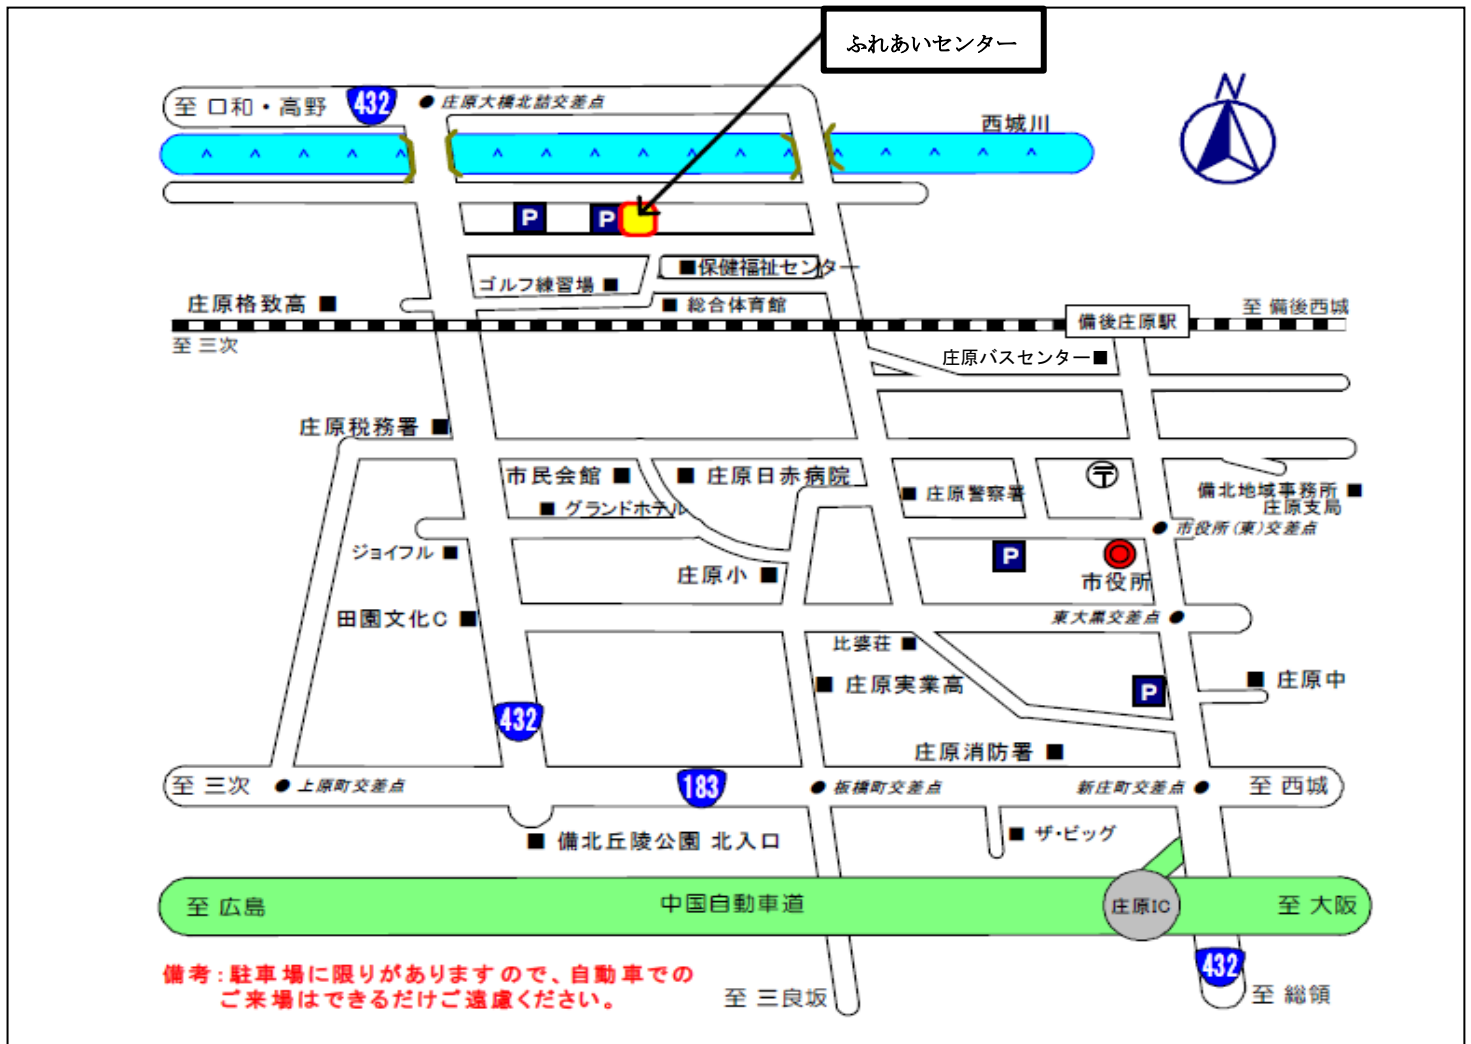 ふれあいセンター
N
至 口和・高野
432
庄原大橋北詰交差点
西城川
P
P
保健福祉センター
ゴルフ練習場
総合体育館
庄原格致高
備後庄原駅
至 備後西城
至 三次
庄原バスセンター
庄原税務署
市民会館
庄原日赤病院
グランドホテル
庄原警察署
〒
備北地域事務所
庄原支局
市役所(東)交差点
ジョイフル
庄原小
P
市役所
田園文化C
東大黒交差点
比婆荘
庄原実業高
P
庄原中
432
庄原消防署
至 三次
上原町交差点
183
板橋町交差点
新庄町交差点
至 西城
備北丘陵公園 北入口
ザ・ビッグ
至 広島
中国自動車道
庄原IC
至 大阪
432
備考:駐車場に限りがありますので、自動車での
ご来場はできるだけご遠慮ください。
至 三良坂
至 総領